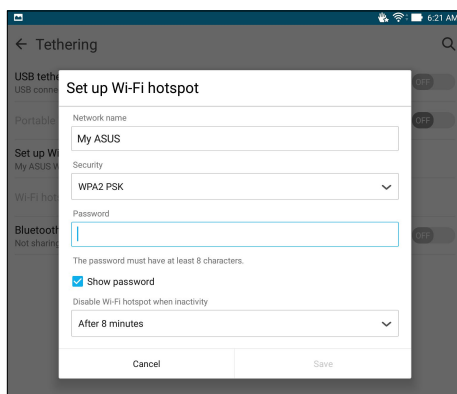 6:21 AM
Tethering
USB tethe
USB conne
OFF
Portable
OFF
Set up Wi
My ASUS W
Wi-Fi hot
Bluetooth
Not sharing
OFF
Set up Wi-Fi hotspot
Network name
My ASUS
Security
WPA2 PSK
Password
The password must have at least 8 characters.
Show password
Disable Wi-Fi hotspot when inactivity
After 8 minutes
Cancel
Save